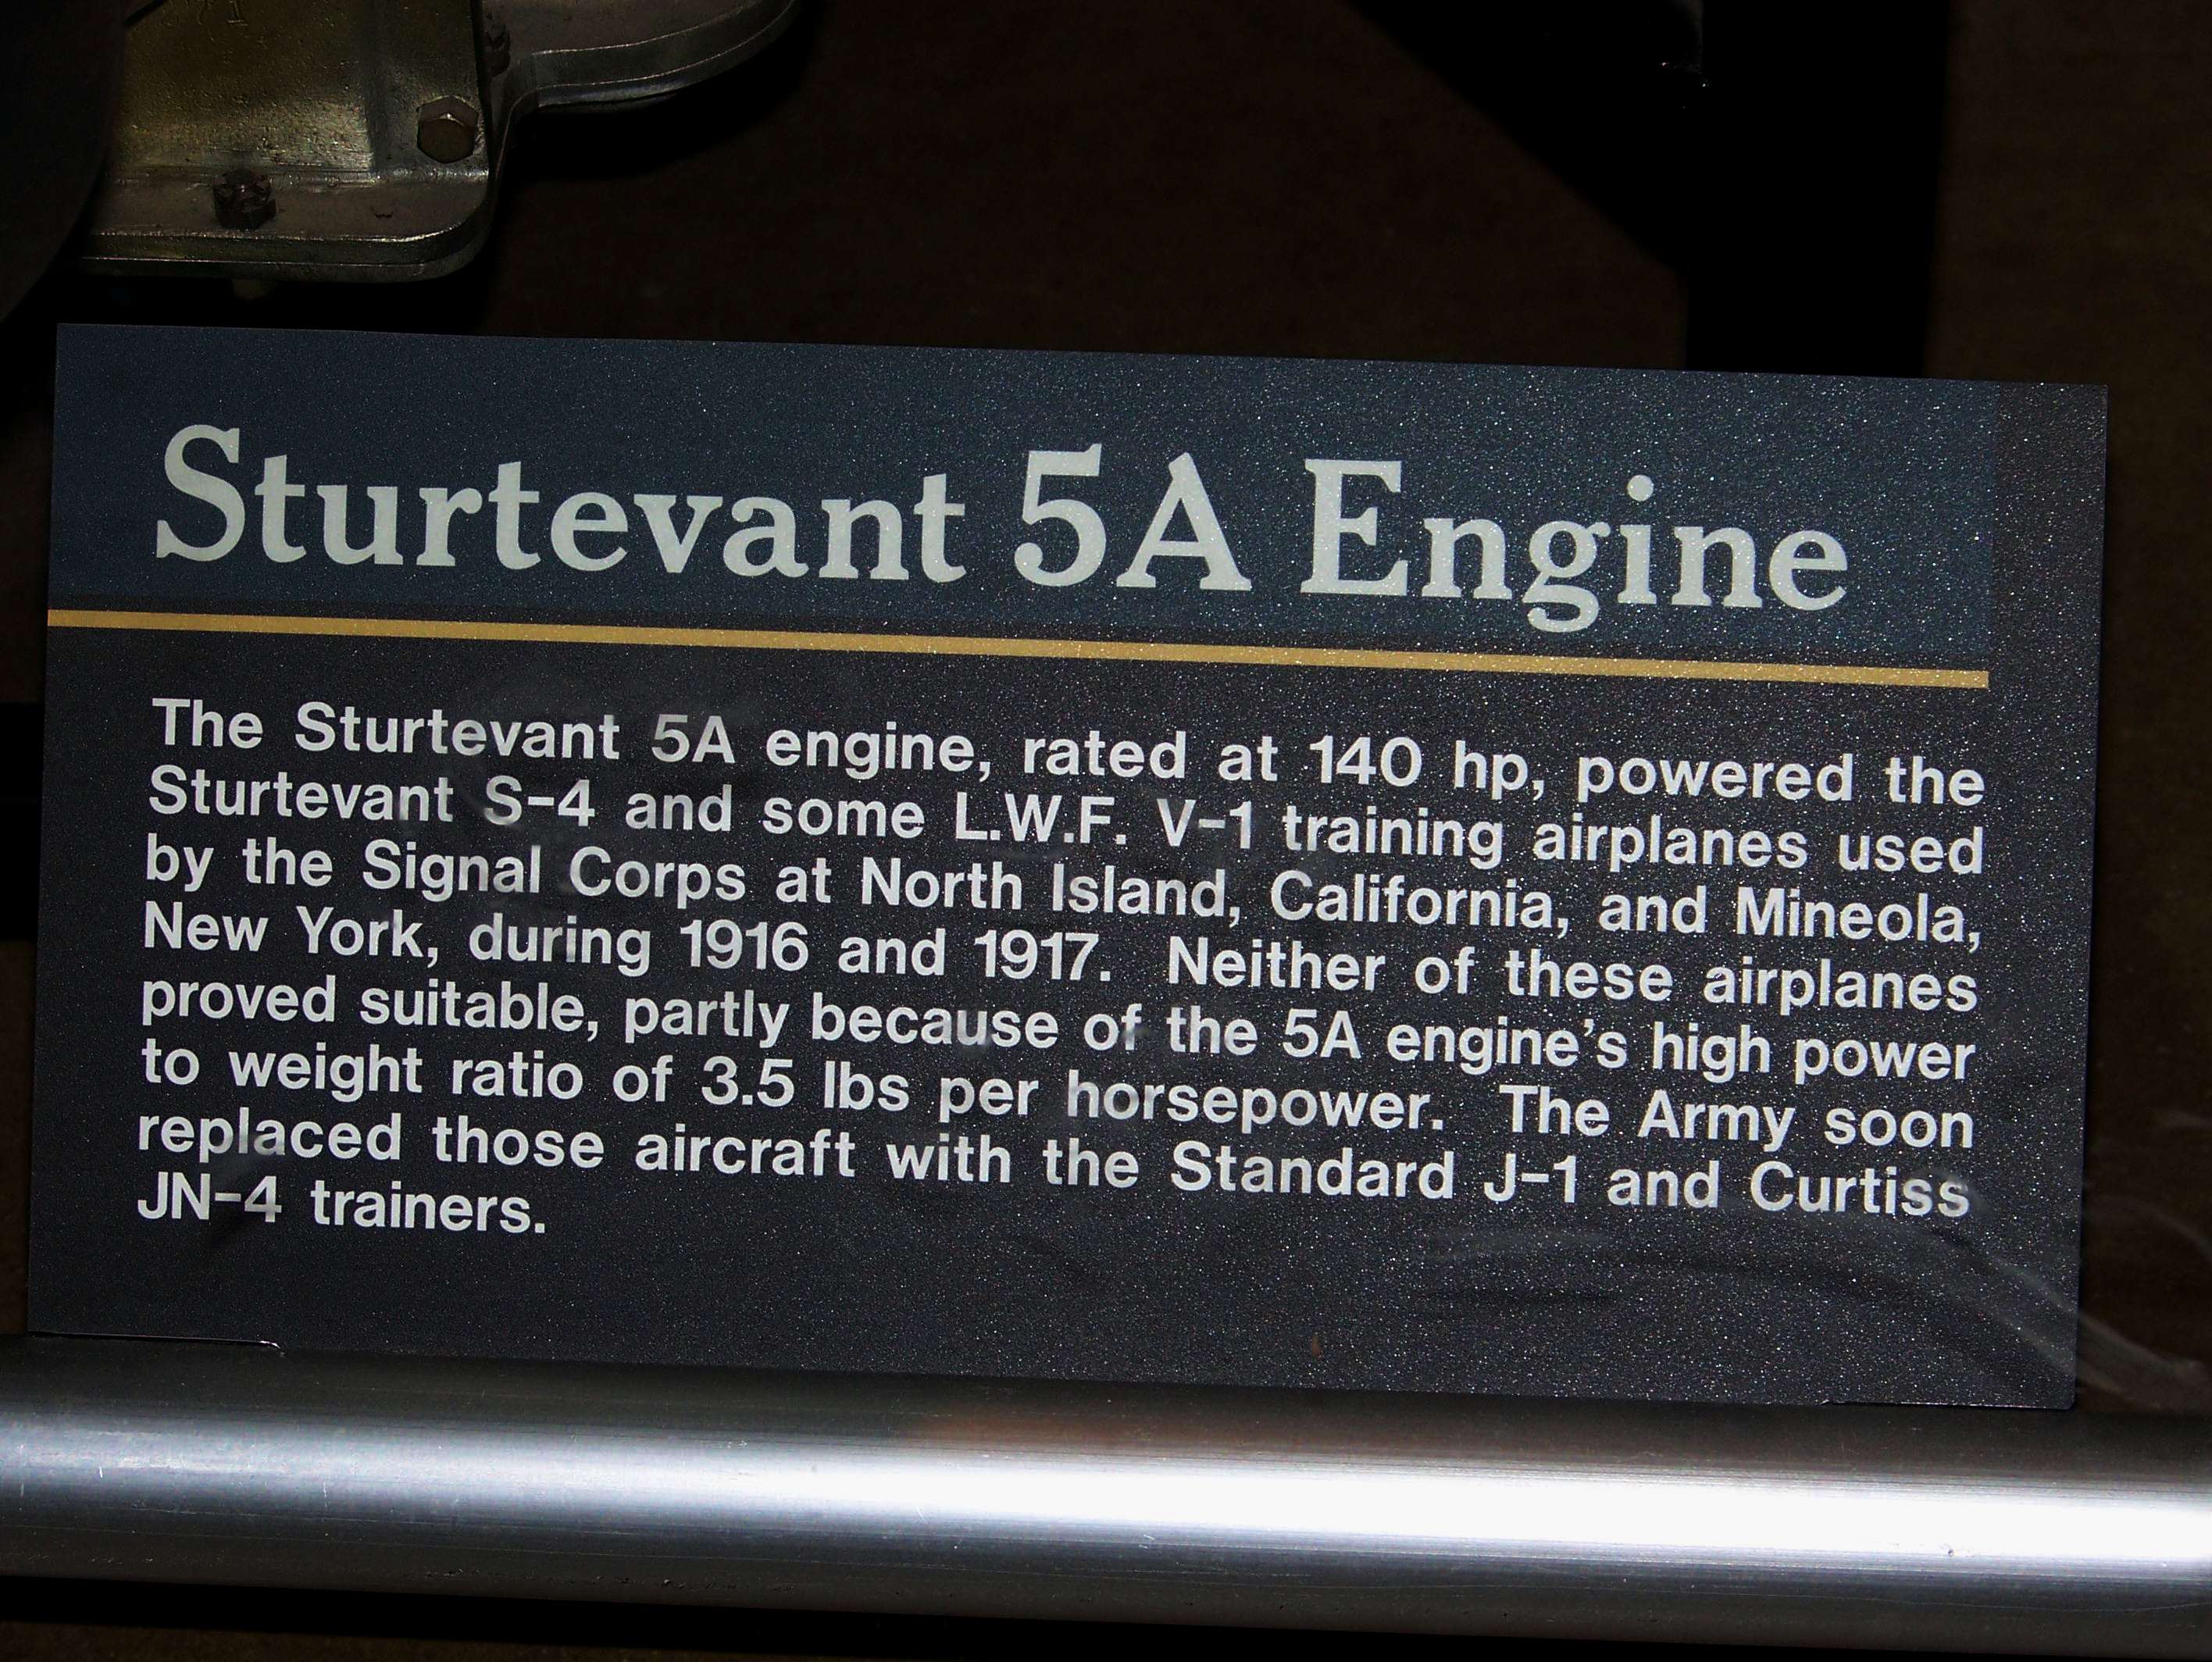 Sturtevant 5A Engine
The Sturtevant 5A engine, rated at 140 hp, powered the
Sturtevant S-4 and some L.W.F. V-1 training airplanes used
by the Signal Corps at North Island, California, and Mineola,
New York, during 1916 and 1917. Neither of these airplanes
proved suitable, partly because of the 5A engine's high power
to weight ratio of 3.5 lbs per horsepower. The Army soon
replaced those aircraft with the Standard J-1 and Curtiss
JN-4 trainers.